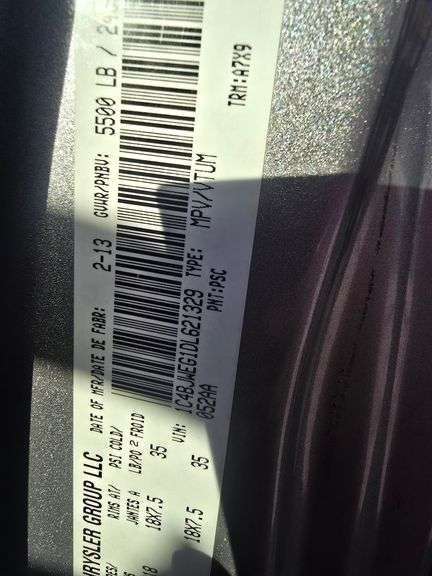 RYSLER GROUP LLC
DATE OF MFR/DATE DE FABR: 2-13 GVWR/PNBV: 5500 LB /
RIMS AT/ PSI COLD/
JANTES A LB/PO 2 FROID
18X7.5 35
18X7.5 35
VIN: 1C4BJWEG1DL621329 TYPE: MPV/VTUM
052AA PNT:PSC TRM:A7X9